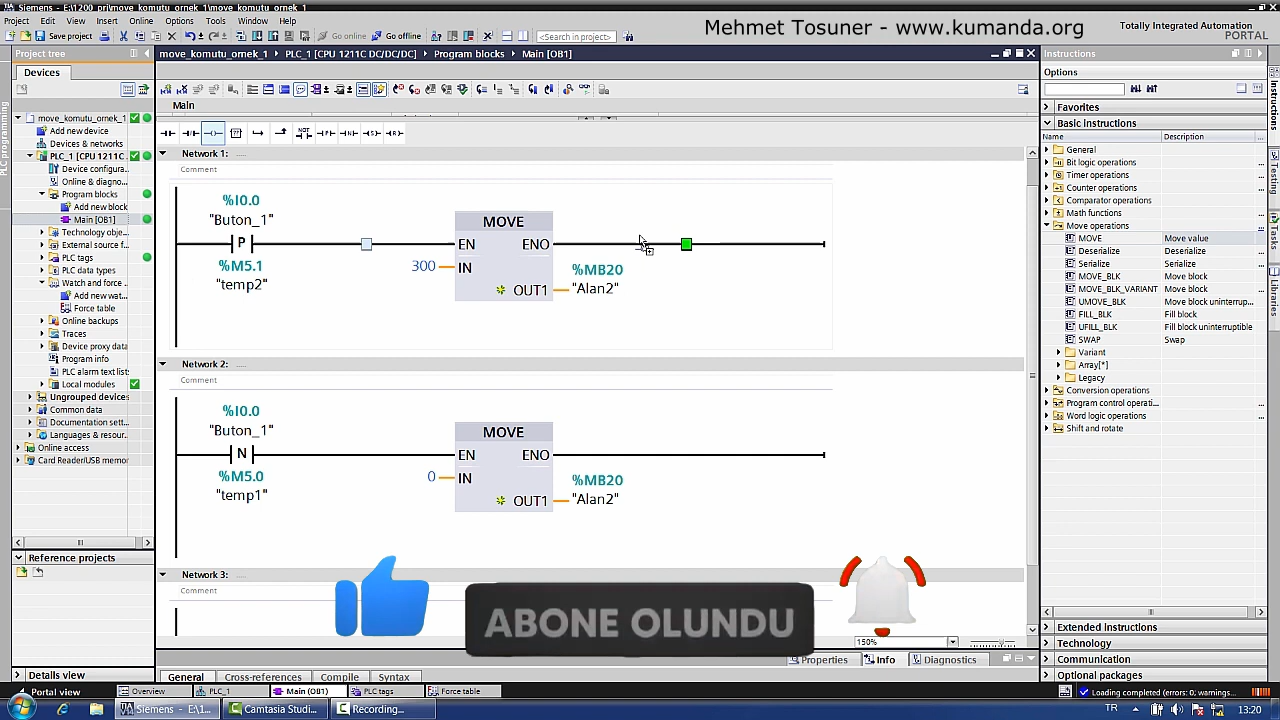 Siemens - E:\1200_prj\move_komutu_ornek_1\move_komutu_ornek_1
Project Edit View Insert Online Options Tools Window Help
Mehmet Tosuner - www.kumanda.org
Totally Integrated Automation
PORTAL
Save project
Go online
Go offline
<Search in project>
Project tree
move_komutu_ornek_1 PLC_1 [CPU 1211C DC/DC/DC] Program blocks Main [OB1]
Instructions
Devices
Options
Main
Favorites
Basic instructions
Name Description
move_komutu_ornek_1
Add new device
Devices & networks
PLC_1 [CPU 1211C
Device configura..
Online & diagno...
Program blocks
Add new block
Main [OB1]
Technology obje..
External source f..
PLC tags
PLC data types
Watch and force ..
Add new wat..
Force table
Online backups
Traces
Device proxy data
Program info
PLC alarm text list:
Local modules
Ungrouped devices
Common data
Documentation sett..
Languages & resour..
Online access
Card Reader/USB memor
Reference projects
Details view
PLC programming
Network 1: .....
Comment
%I0.0
"Buton_1"
P
%M5.1
"temp2"
MOVE
EN ENO
300 IN
%MB20
OUT1 "Alan2"
Network 2: .....
Comment
%I0.0
"Buton_1"
N
%M5.0
"temp1"
MOVE
EN ENO
0 IN
%MB20
OUT1 "Alan2"
Network 3: .....
Comment
ABONE OLUNDU
150%
General
Bit logic operations
Timer operations
Counter operations
Comparator operations
Math functions
Move operations
MOVE Move value
Deserialize Deserialize
Serialize Serialize
MOVE_BLK Move block
MOVE_BLK_VARIANT Move block
UMOVE_BLK Move block uninterrup...
FILL_BLK Fill block
UFILL_BLK Fill block uninterruptible
SWAP Swap
Variant
Array[*]
Legacy
Conversion operations
Program control operati...
Word logic operations
Shift and rotate
Extended instructions
Technology
Communication
Optional packages
Instructions
Testing
Tasks
Libraries
Properties Info Diagnostics
General Cross-references Compile Syntax
Portal view Overview PLC_1 Main (OB1) PLC tags Force table
Loading completed (errors: 0; warnings...
Siemens - E:\1... Camtasia Studi... Recording...
TR 13:20